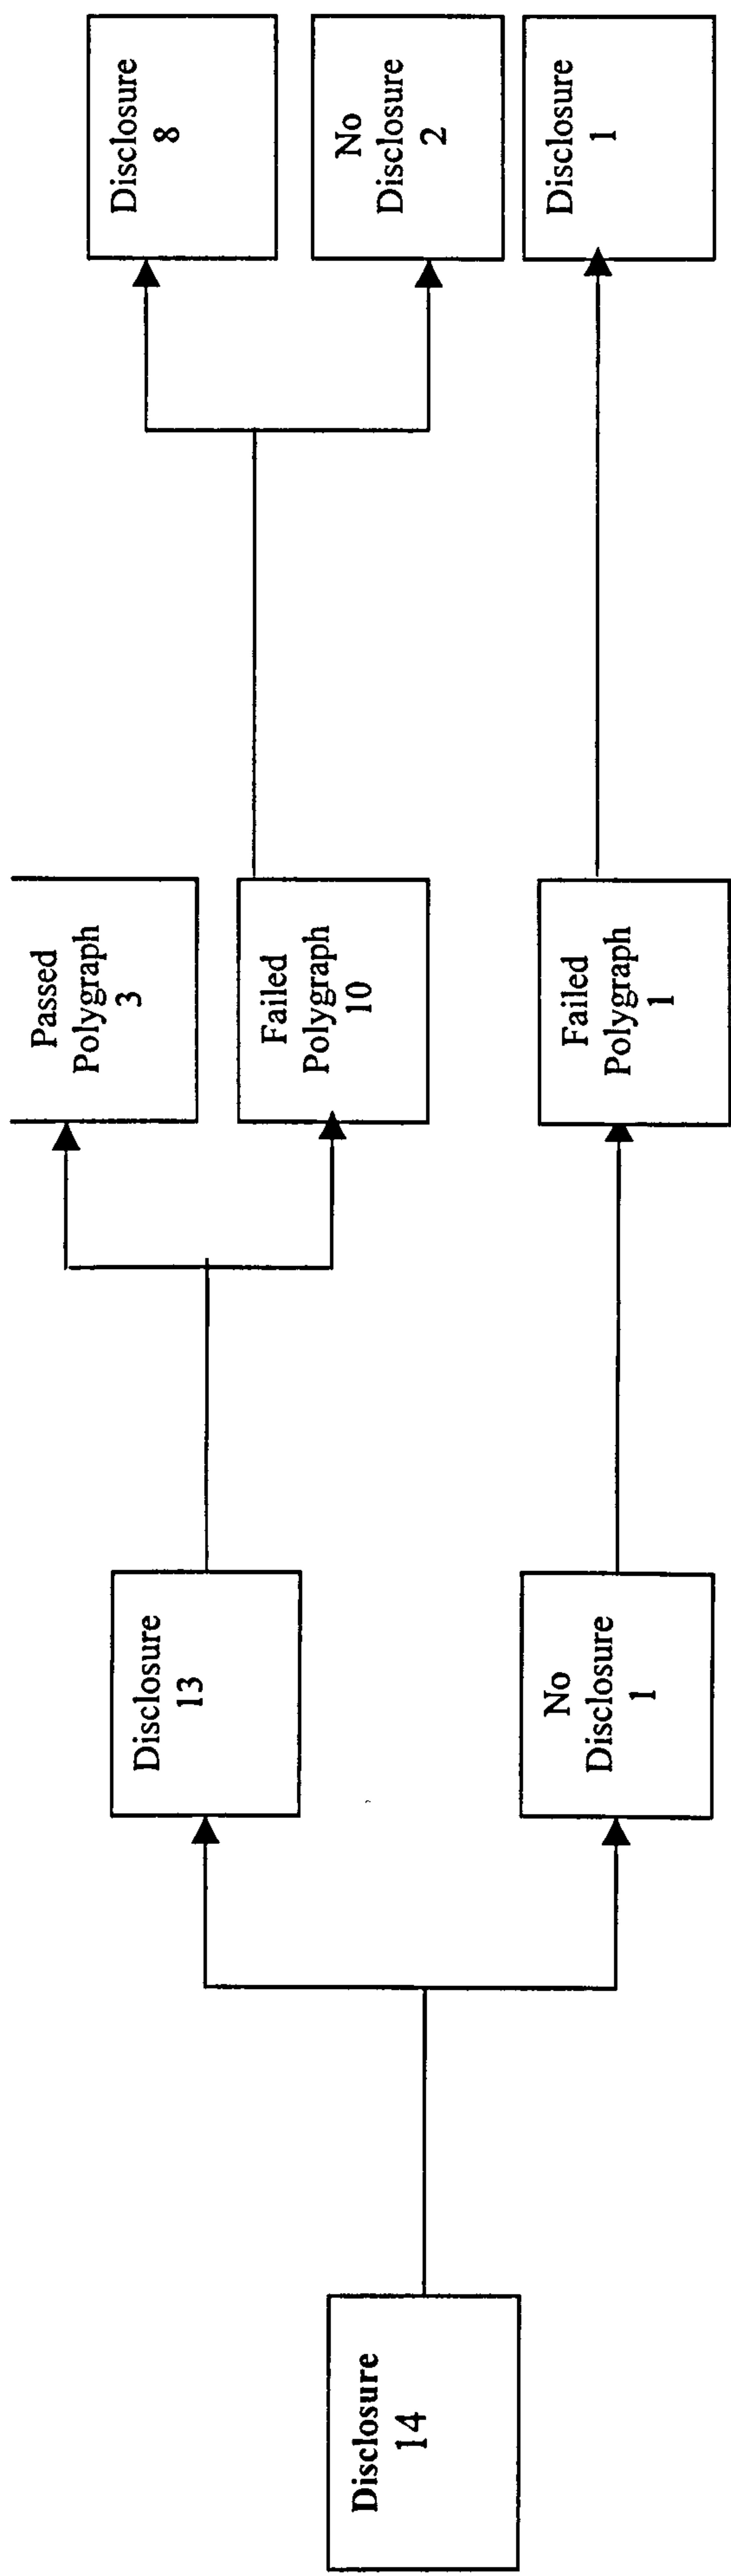 Disclosure
14
Disclosure
13
No
Disclosure
1
Passed
Polygraph
3
Failed
Polygraph
10
Failed
Polygraph
1
Disclosure
8
No
Disclosure
2
Disclosure
1